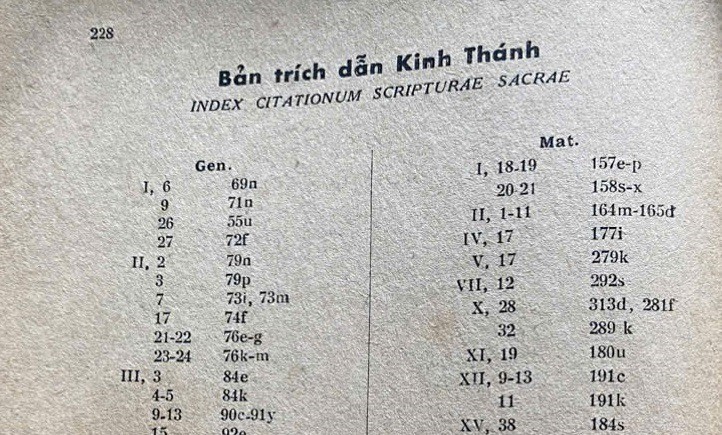 228
Bản trích dẫn Kinh Thánh
INDEX CITATIONUM SCRIPTURAE SACRAE
Gen.
I, 6 69n
9 71n
26 55u
27 72f
II, 2 79n
3 79p
7 73i, 73m
17 74f
21-22 76e-g
23-24 76k-m
III, 3 84e
4-5 84k
9-13 90c-91y
15
Mat.
I, 18-19 157e-p
20-21 158s-x
II, 1-11 164m-165đ
IV, 17 177i
V, 17 279k
VII, 12 292s
X, 28 313d, 281f
32 289 k
XI, 19 180u
XII, 9-13 191c
11 191k
XV, 38 184s